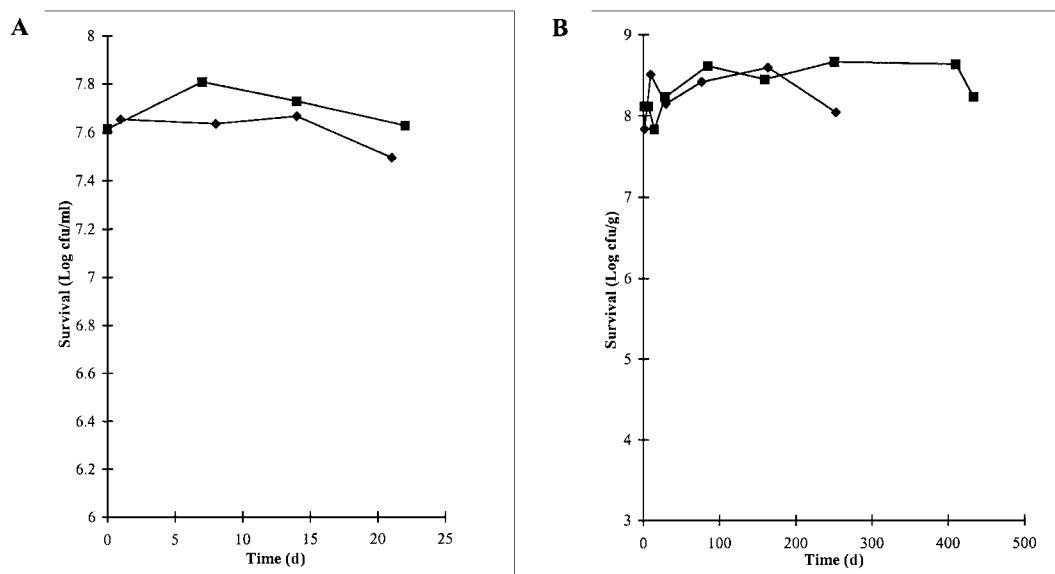 A
8
7.8
7.6
7.4
7.2
7
6.8
6.6
6.4
6.2
6
Survival (Log cfu/ml)
0 5 10 15 20 25
Time (d)
B
9
8
7
6
5
4
3
Survival (Log cfu/g)
0 100 200 300 400 500
Time (d)